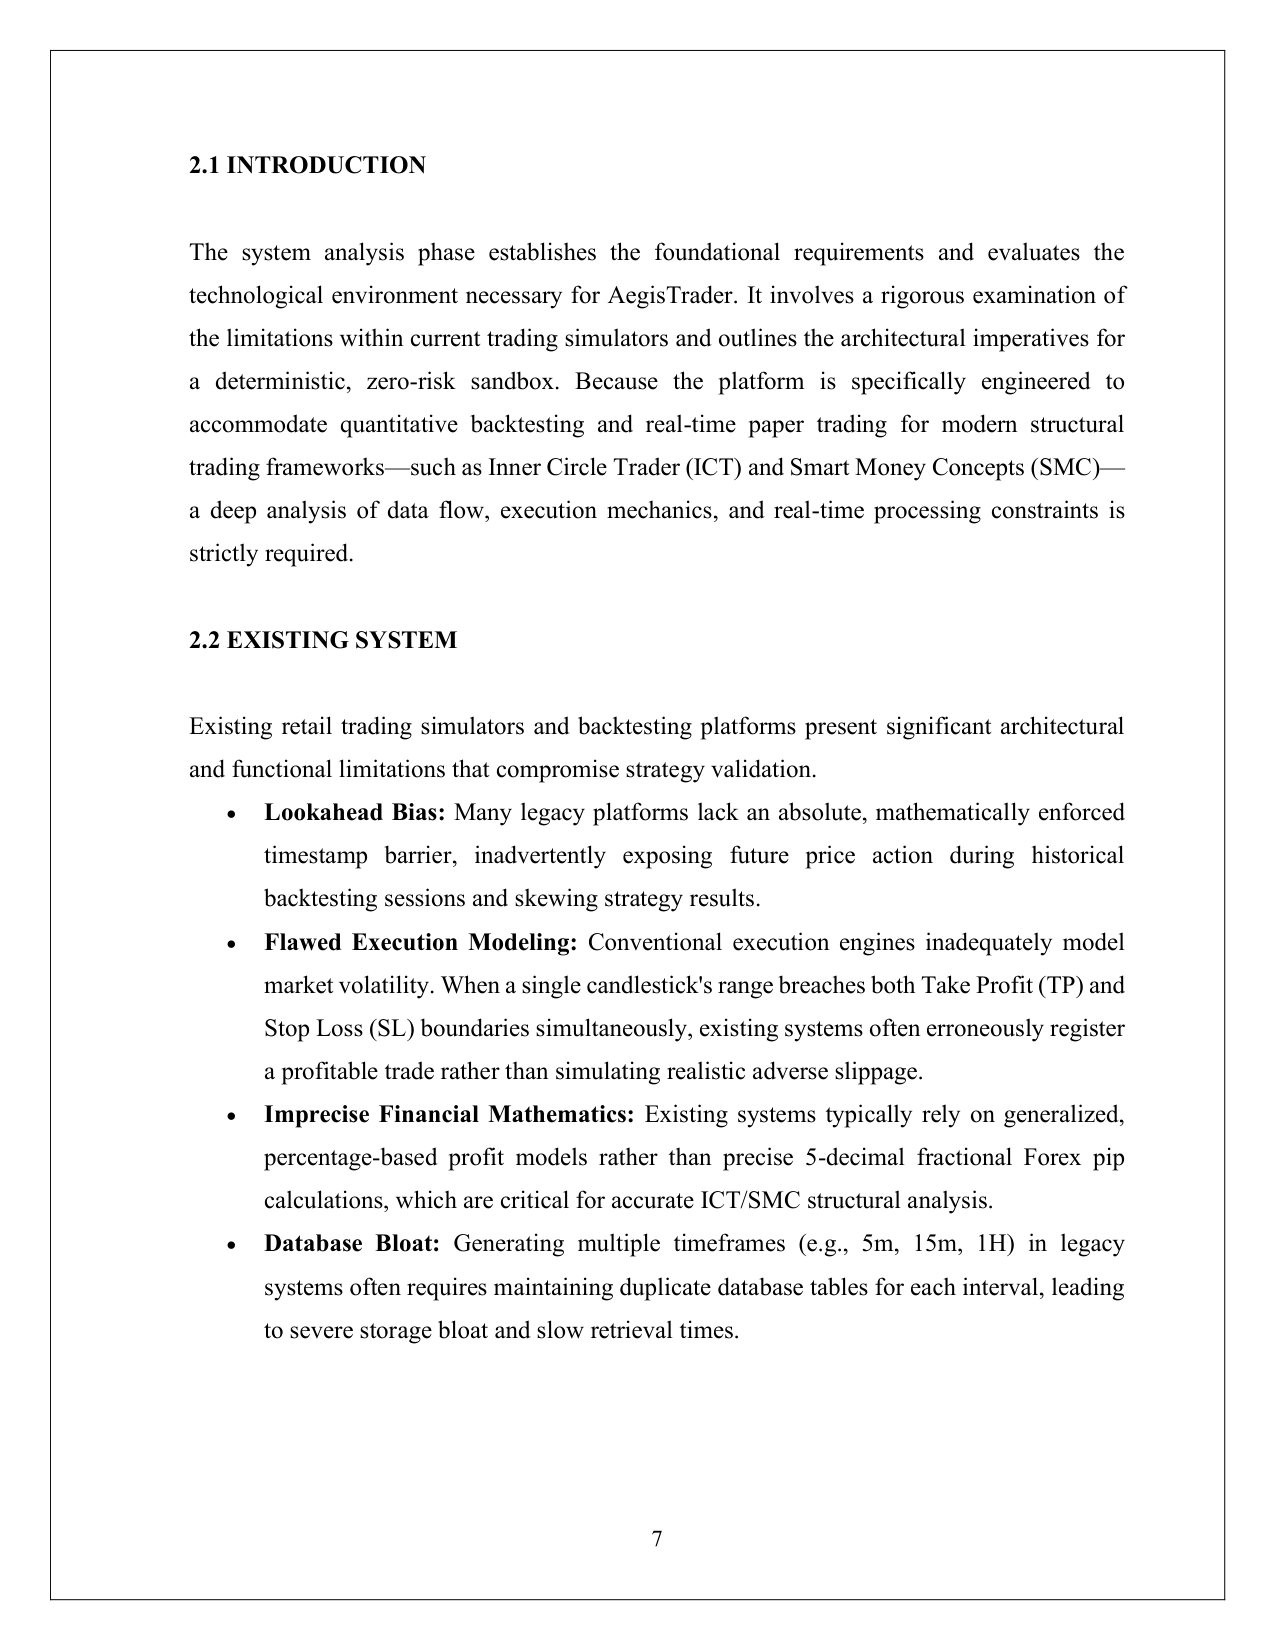 2.1 INTRODUCTION
The system analysis phase establishes the foundational requirements and evaluates the
technological environment necessary for AegisTrader. It involves a rigorous examination of
the limitations within current trading simulators and outlines the architectural imperatives for
a deterministic, zero-risk sandbox. Because the platform is specifically engineered to
accommodate quantitative backtesting and real-time paper trading for modern structural
trading frameworks—such as Inner Circle Trader (ICT) and Smart Money Concepts (SMC)—
a deep analysis of data flow, execution mechanics, and real-time processing constraints is
strictly required.
2.2 EXISTING SYSTEM
Existing retail trading simulators and backtesting platforms present significant architectural
and functional limitations that compromise strategy validation.
• Lookahead Bias: Many legacy platforms lack an absolute, mathematically enforced
timestamp barrier, inadvertently exposing future price action during historical
backtesting sessions and skewing strategy results.
• Flawed Execution Modeling: Conventional execution engines inadequately model
market volatility. When a single candlestick's range breaches both Take Profit (TP) and
Stop Loss (SL) boundaries simultaneously, existing systems often erroneously register
a profitable trade rather than simulating realistic adverse slippage.
• Imprecise Financial Mathematics: Existing systems typically rely on generalized,
percentage-based profit models rather than precise 5-decimal fractional Forex pip
calculations, which are critical for accurate ICT/SMC structural analysis.
• Database Bloat: Generating multiple timeframes (e.g., 5m, 15m, 1H) in legacy
systems often requires maintaining duplicate database tables for each interval, leading
to severe storage bloat and slow retrieval times.
7